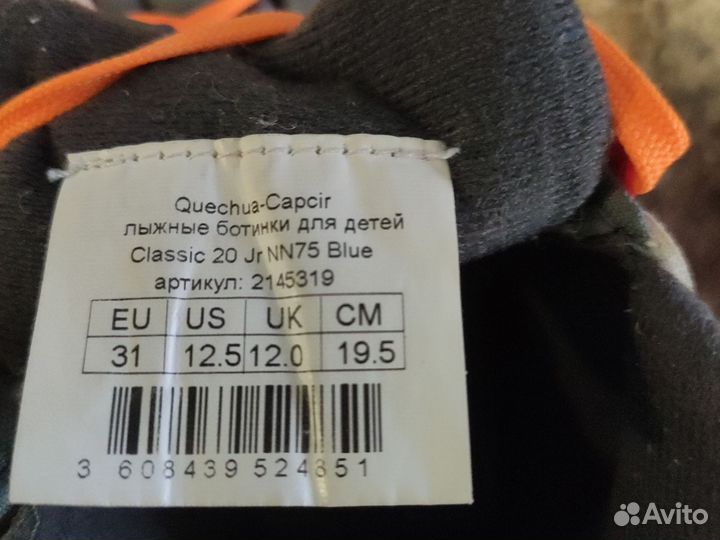 Quechua-Capcir
лыжные ботинки для детей
Classic 20 Jr NN75 Blue
артикул: 2145319
EU US UK CM
31 12.5 12.0 19.5
3 608439 524351
Avito